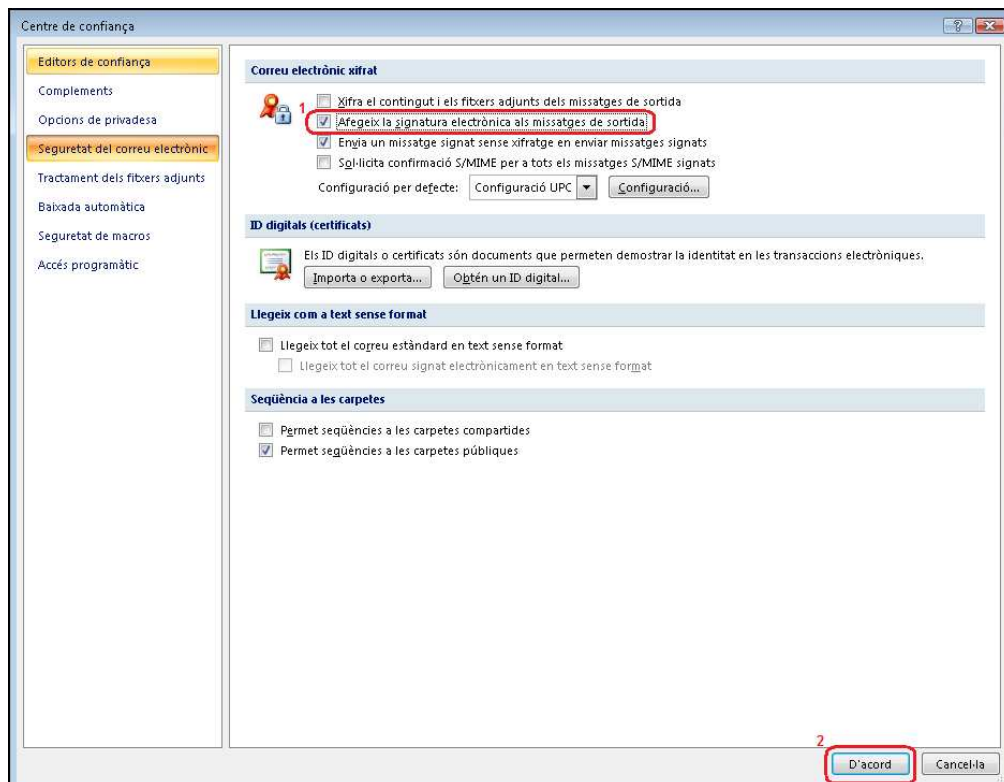 Centre de confiança
Editors de confiança
Complements
Opcions de privadesa
Seguretat del correu electrònic
Tractament dels fitxers adjunts
Baixada automàtica
Seguretat de macros
Accés programàtic
Correu electrònic xifrat
Xifra el contingut i els fitxers adjunts dels missatges de sortida
1
Afegeix la signatura electrònica als missatges de sortida
Envia un missatge signat sense xifratge en enviar missatges signats
Sol·licita confirmació S/MIME per a tots els missatges S/MIME signats
Configuració per defecte: Configuració UPC Configuració...
ID digitals (certificats)
Els ID digitals o certificats són documents que permeten demostrar la identitat en les transaccions electròniques.
Importa o exporta... Obtén un ID digital...
Llegeix com a text sense format
Llegeix tot el correu estàndard en text sense format
Llegeix tot el correu signat electrònicament en text sense format
Seqüència a les carpetes
Permet seqüències a les carpetes compartides
Permet seqüències a les carpetes públiques
2
D'acord Cancel·la